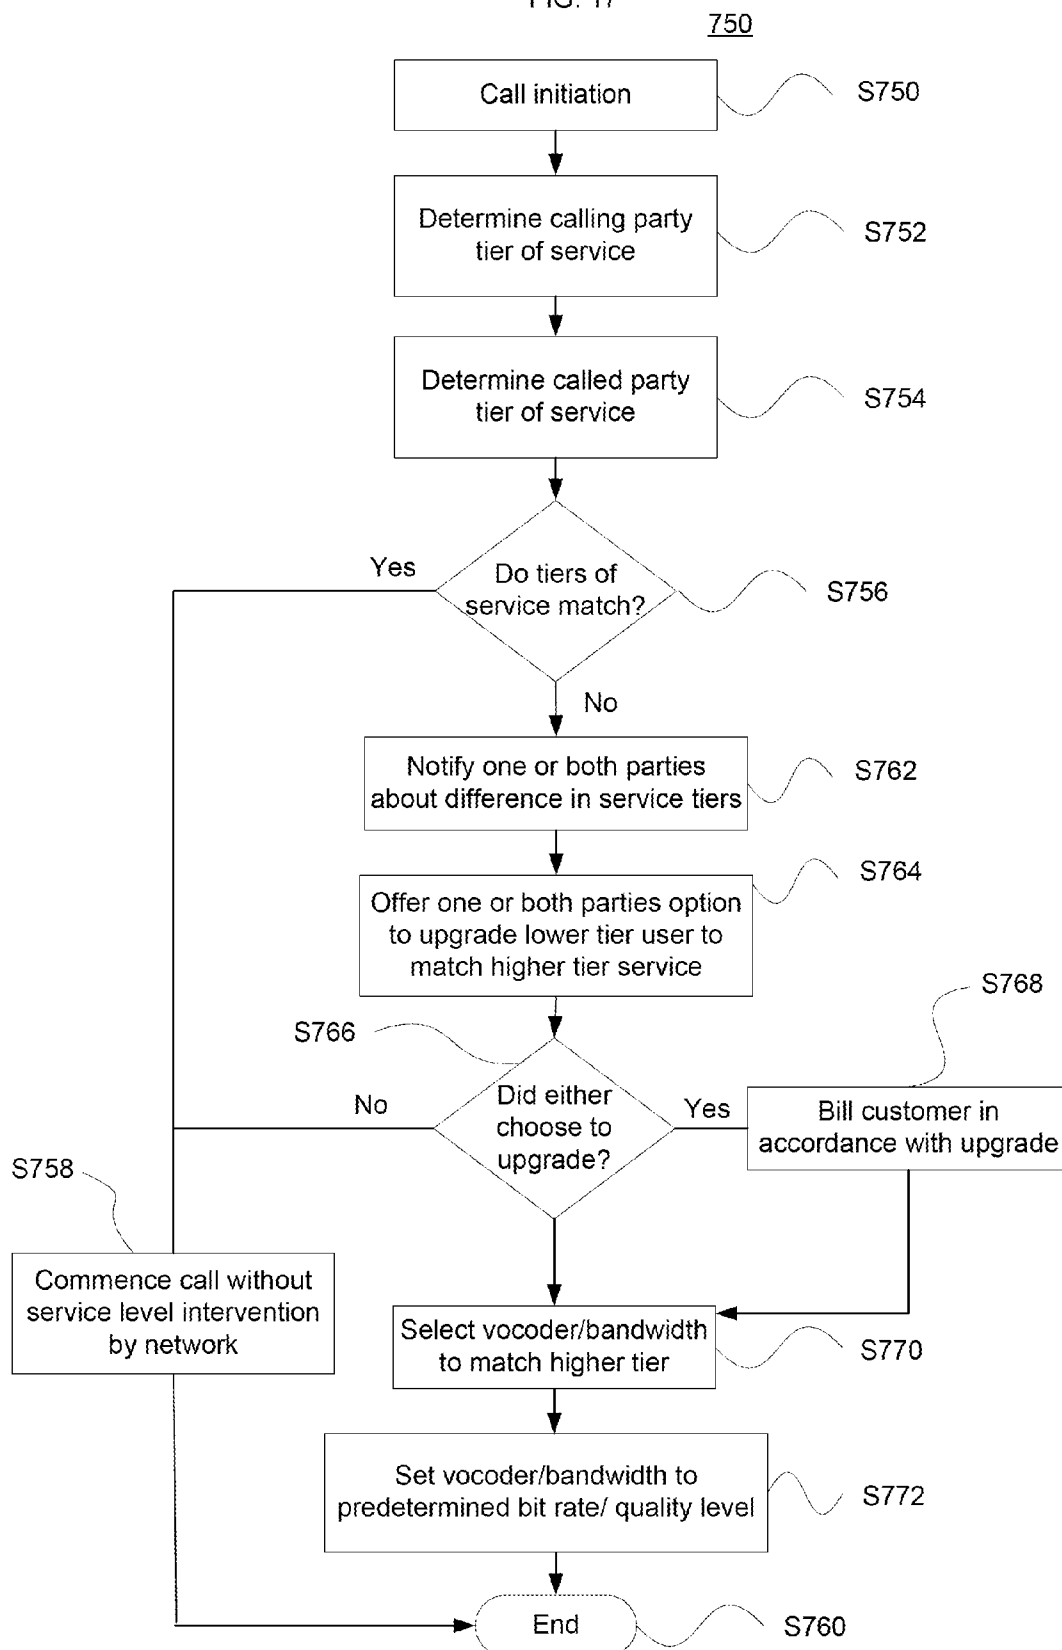 750
Call initiation
S750
Determine calling party
tier of service
S752
Determine called party
tier of service
S754
Yes
Do tiers of
service match?
S756
No
Notify one or both parties
about difference in service tiers
S762
Offer one or both parties option
to upgrade lower tier user to
match higher tier service
S764
S768
S766
No
Did either
choose to
upgrade?
Yes
Bill customer in
accordance with upgrade
S758
Commence call without
service level intervention
by network
Select vocoder/bandwidth
to match higher tier
S770
Set vocoder/bandwidth to
predetermined bit rate/ quality level
S772
End
S760